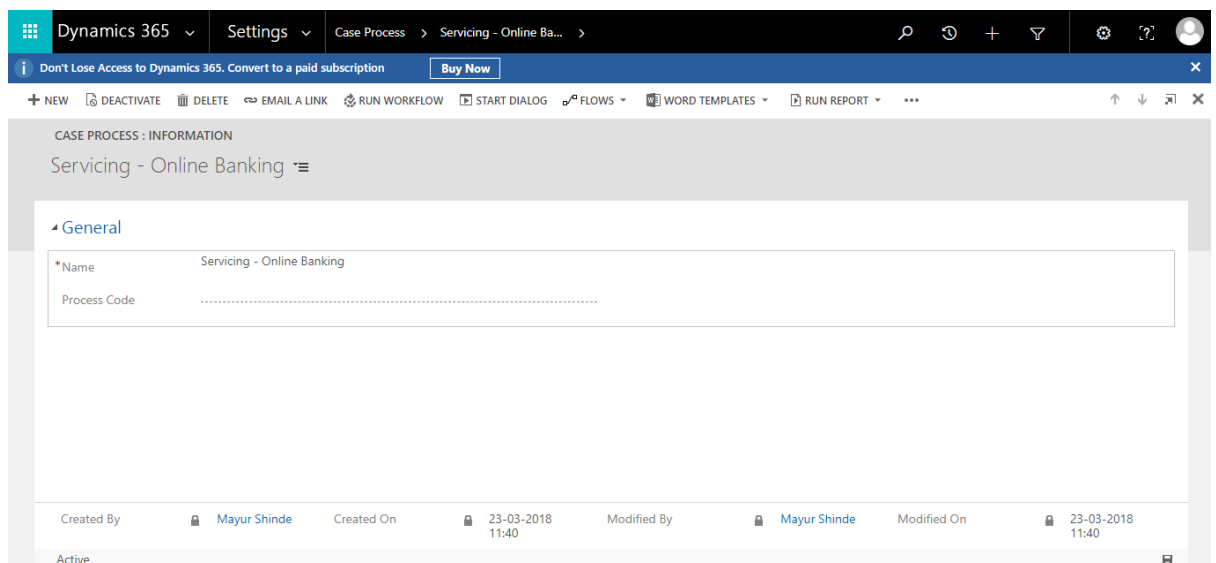 Dynamics 365 Settings Case Process > Servicing - Online Ba... >
Don't Lose Access to Dynamics 365. Convert to a paid subscription Buy Now
NEW DEACTIVATE DELETE EMAIL A LINK RUN WORKFLOW START DIALOG FLOWS WORD TEMPLATES RUN REPORT ...
CASE PROCESS : INFORMATION
Servicing - Online Banking
General
*Name Servicing - Online Banking
Process Code
Created By Mayur Shinde Created On 23-03-2018 Modified By Mayur Shinde Modified On 23-03-2018
11:40 11:40
Active